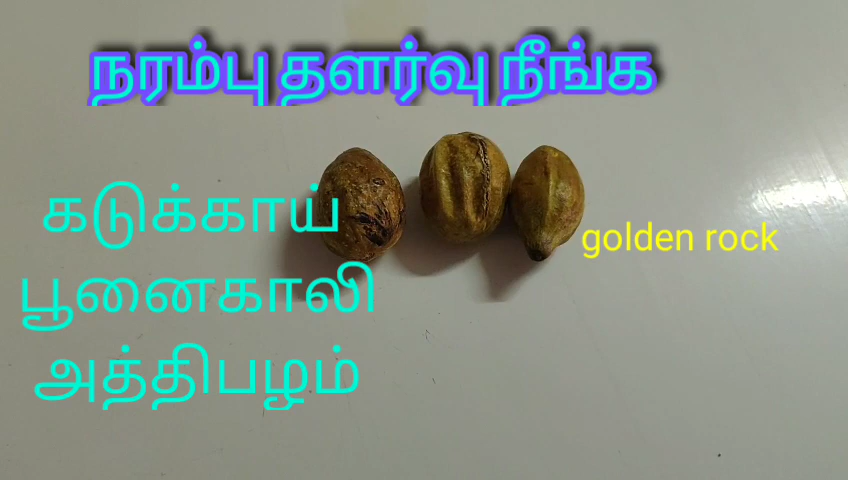 நரம்பு தளர்வு நீங்க
கடுக்காய்
பூனைகாலி
அத்திபழம்
golden rock